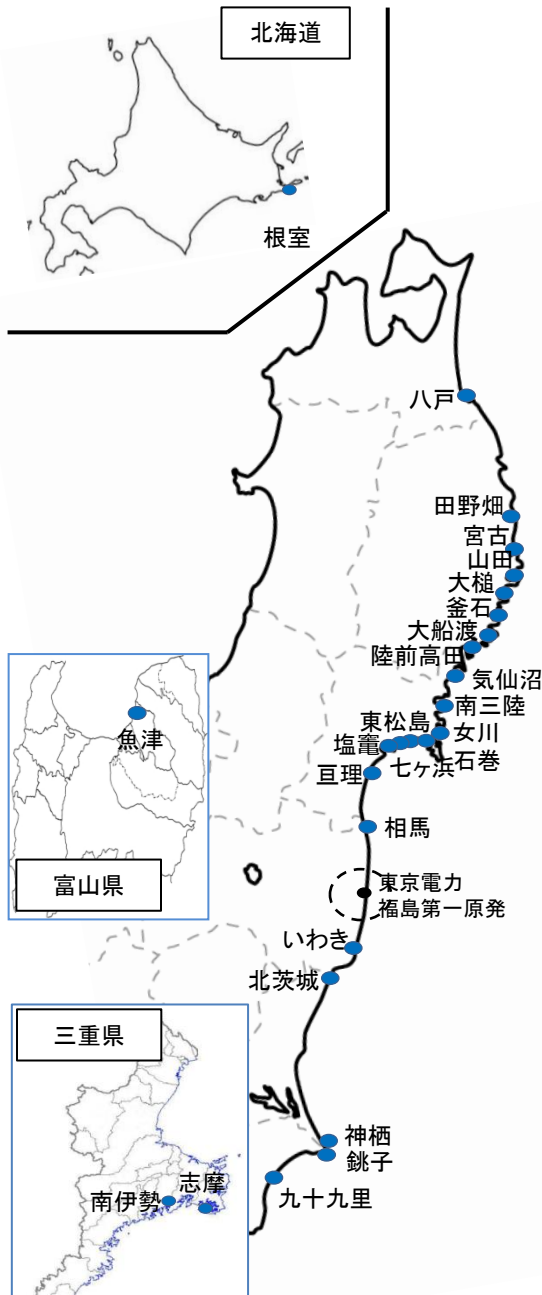 北海道
根室
八戸
田野畑
宮古
山田
大槌
釜石
大船渡
陸前高田
気仙沼
南三陸
東松島
女川
塩竈
石巻
七ヶ浜
亘理
魚津
相馬
富山県
東京電力
福島第一原発
いわき
北茨城
三重県
神栖
銚子
志摩
南伊勢
九十九里